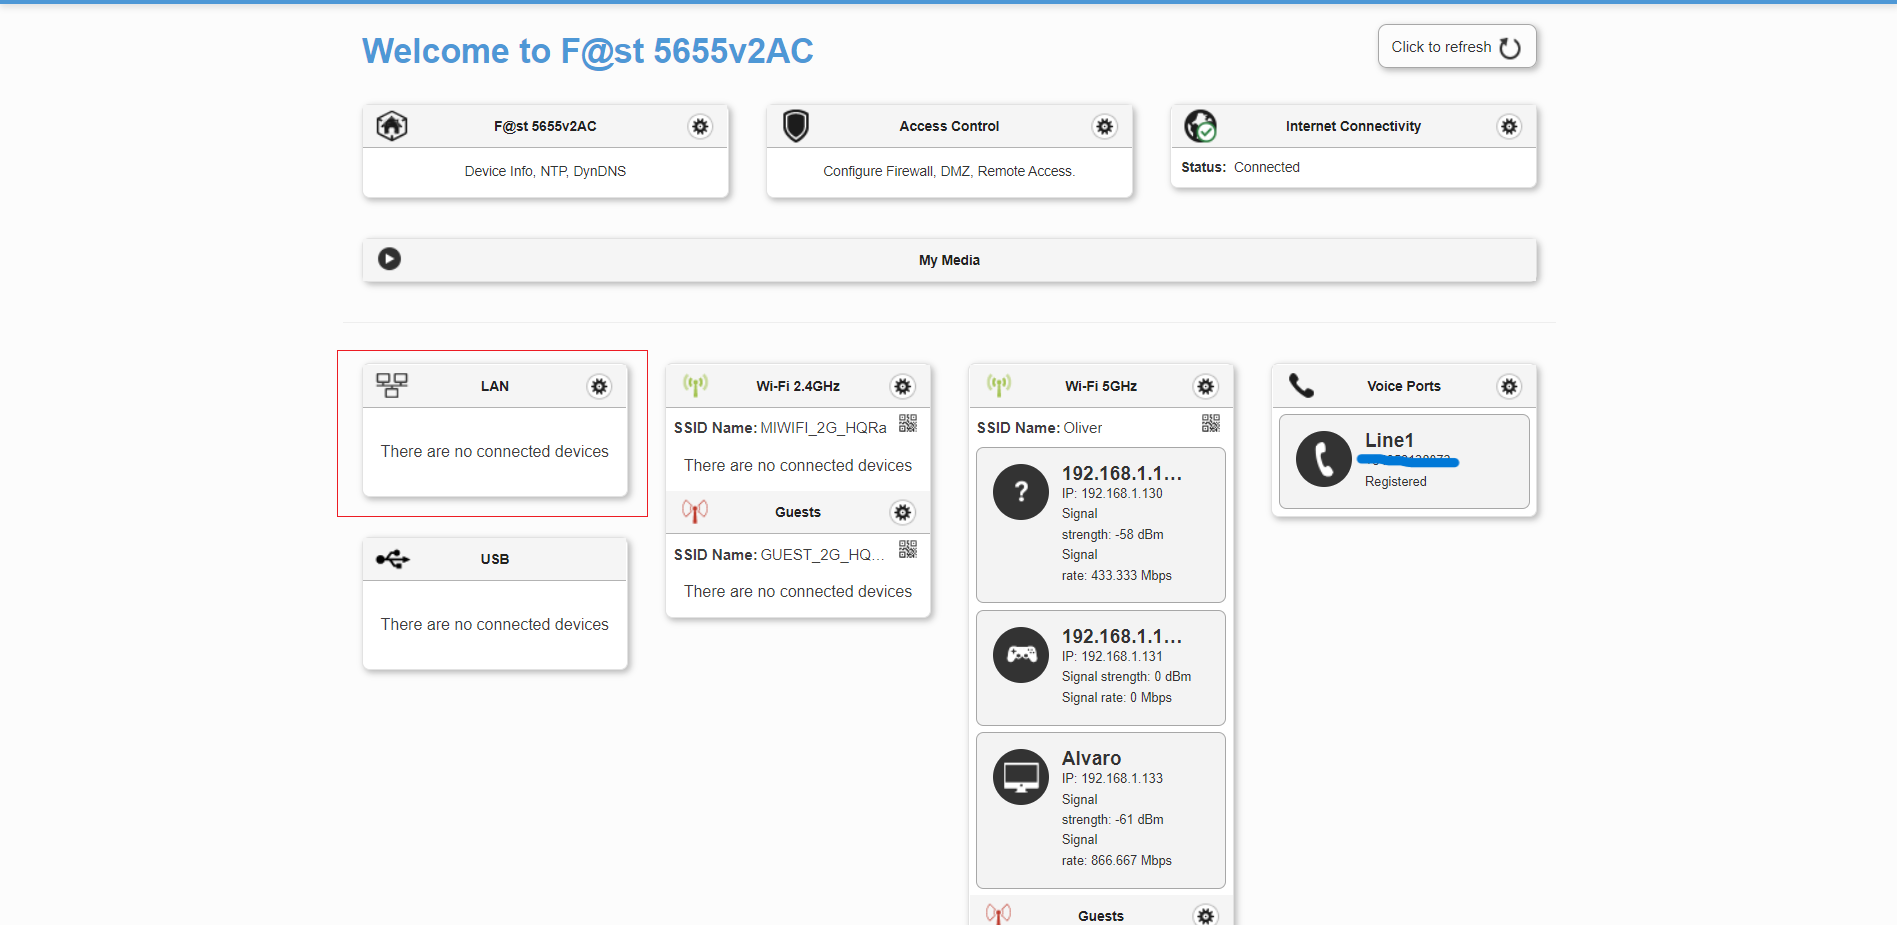 Welcome to F@st 5655v2AC
Click to refresh
F@st 5655v2AC
Device Info, NTP, DynDNS
Access Control
Configure Firewall, DMZ, Remote Access.
Internet Connectivity
Status: Connected
My Media
LAN
There are no connected devices
USB
There are no connected devices
Wi-Fi 2.4GHz
SSID Name: MIWIFI_2G_HQRa
There are no connected devices
Guests
SSID Name: GUEST_2G_HQ...
There are no connected devices
Wi-Fi 5GHz
SSID Name: Oliver
192.168.1.1...
IP: 192.168.1.130
Signal
strength: -58 dBm
Signal
rate: 433.333 Mbps
192.168.1.1...
IP: 192.168.1.131
Signal strength: 0 dBm
Signal rate: 0 Mbps
Alvaro
IP: 192.168.1.133
Signal
strength: -61 dBm
Signal
rate: 866.667 Mbps
Guests
Voice Ports
Line1
Registered